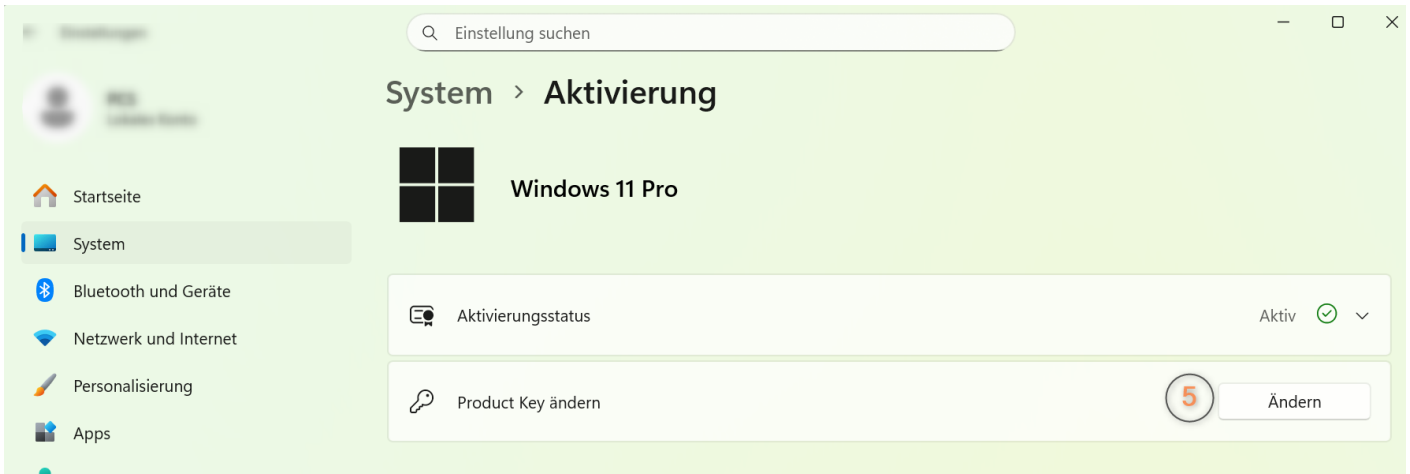 Einstellung suchen
System > Aktivierung
Windows 11 Pro
Startseite
System
Bluetooth und Geräte
Netzwerk und Internet
Personalisierung
Apps
Aktivierungsstatus
Aktiv
Product Key ändern
5
Ändern